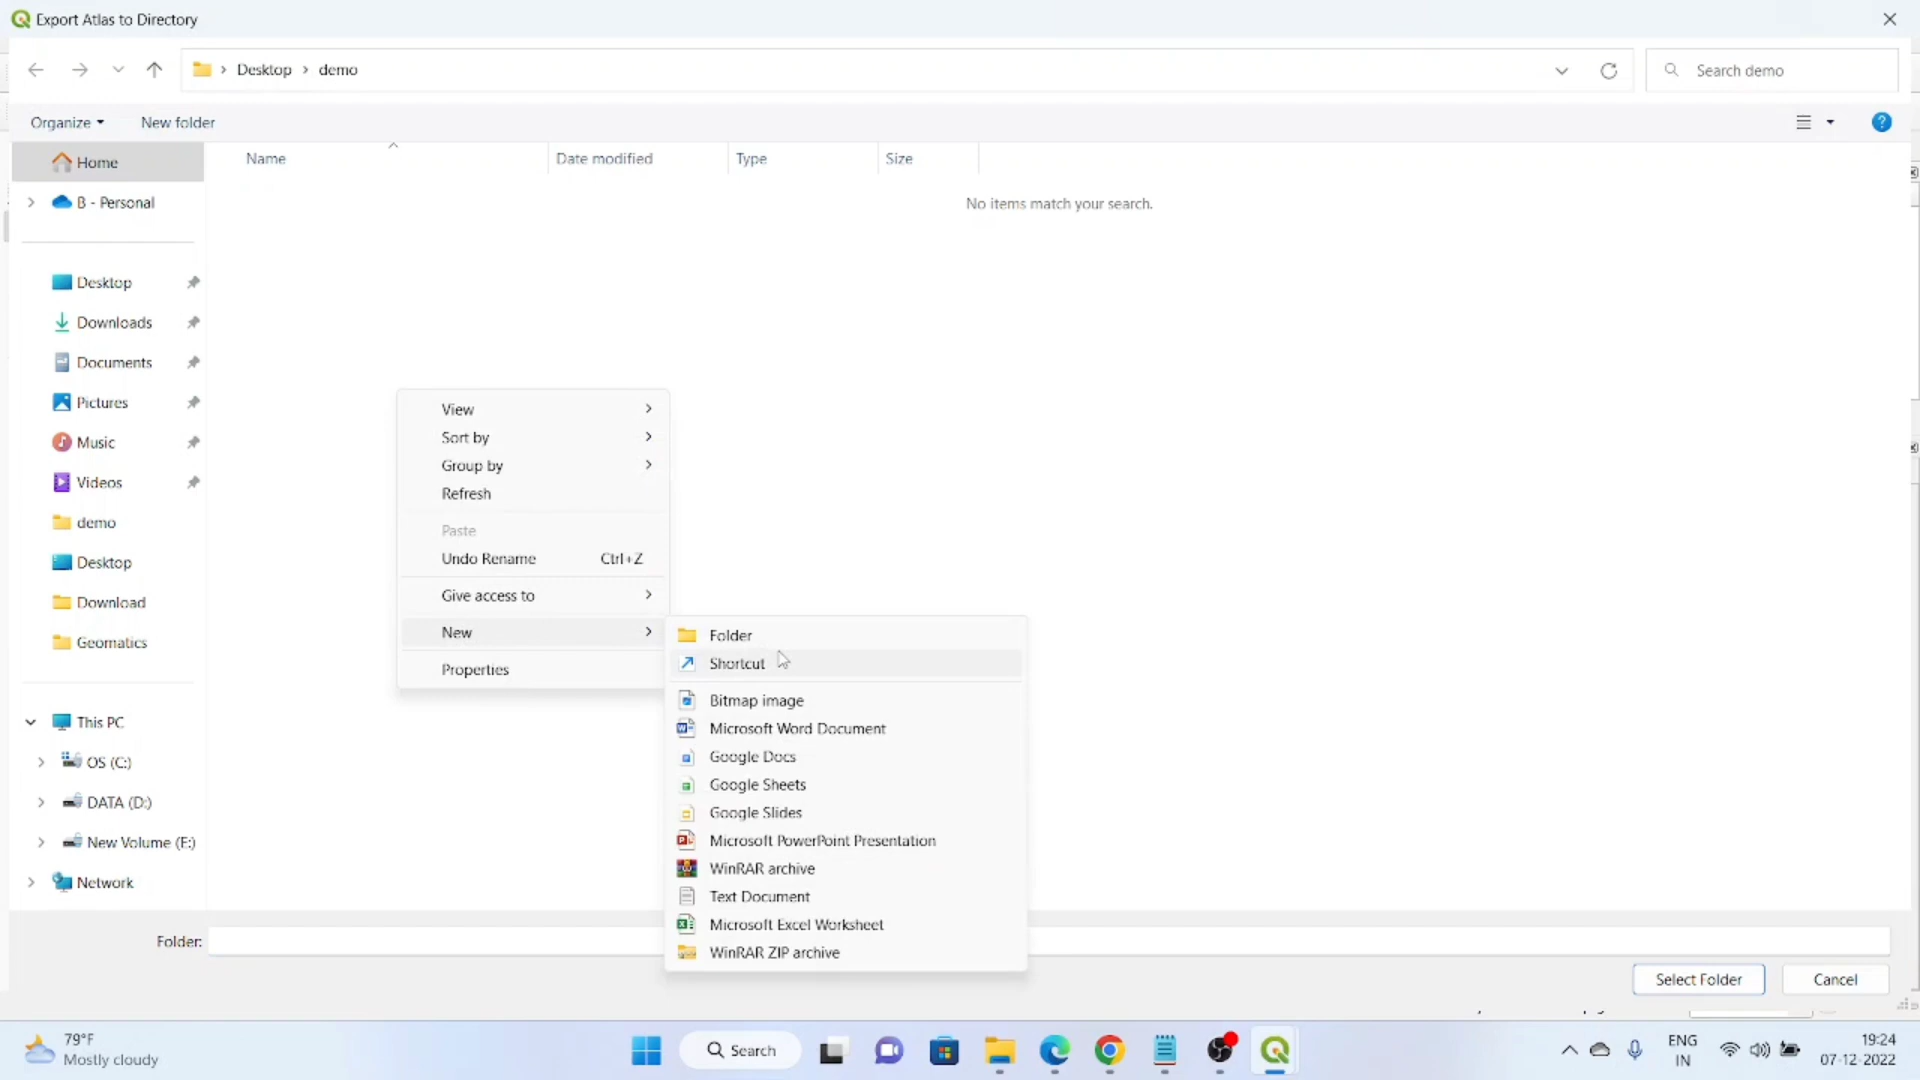 Export Atlas to Directory
Desktop
demo
Search demo
Organize
New folder
Name
Date modified
Type
Size
No items match your search.
Home
B - Personal
Desktop
Downloads
Documents
Pictures
Music
Videos
demo
Desktop
Download
Geomatics
This PC
OS (C:)
DATA (D:)
New Volume (E:)
Network
View
Sort by
Group by
Refresh
Paste
Undo Rename Ctrl+Z
Give access to
New
Properties
Folder
Shortcut
Bitmap image
Microsoft Word Document
Google Docs
Google Sheets
Google Slides
Microsoft PowerPoint Presentation
WinRAR archive
Text Document
Microsoft Excel Worksheet
WinRAR ZIP archive
Folder:
Select Folder
Cancel
79°F
Mostly cloudy
Search
ENG
IN
19:24
07-12-2022